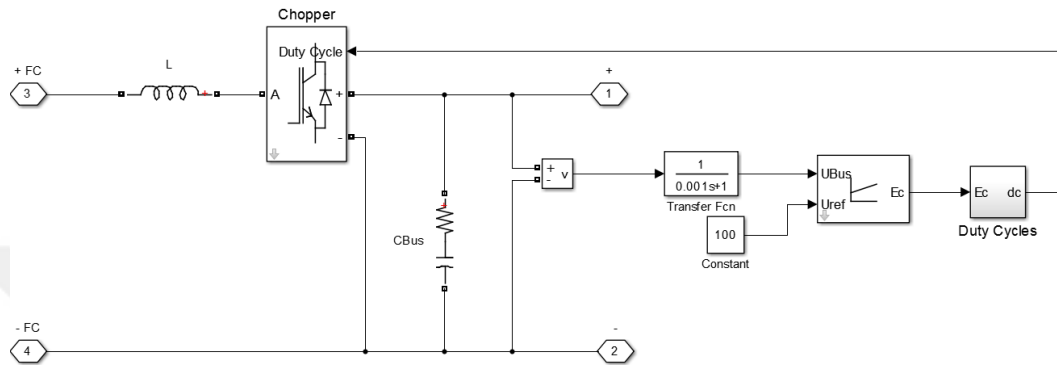 Chopper
Duty Cycle
+ FC
L
3
A
+
-
+
1
+
-
v
1
0.001s+1
Transfer Fcn
UBus
Uref
Ec
Ec
dc
Duty Cycles
100
Constant
CBus
- FC
4
-
2